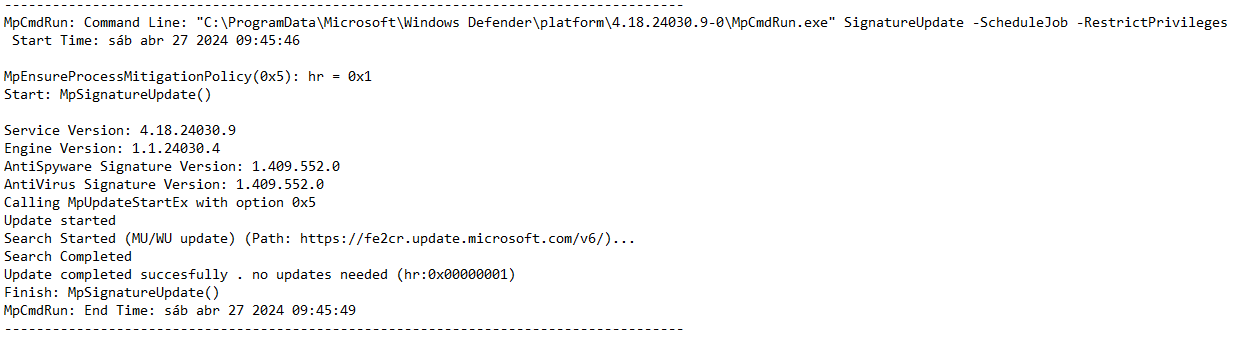 -------------------------------------------------------------------------------------
MpCmdRun: Command Line: "C:\ProgramData\Microsoft\Windows Defender\platform\4.18.24030.9-0\MpCmdRun.exe" SignatureUpdate -ScheduleJob -RestrictPrivileges
 Start Time: sáb abr 27 2024 09:45:46
MpEnsureProcessMitigationPolicy(0x5): hr = 0x1
Start: MpSignatureUpdate()
Service Version: 4.18.24030.9
Engine Version: 1.1.24030.4
AntiSpyware Signature Version: 1.409.552.0
AntiVirus Signature Version: 1.409.552.0
Calling MpUpdateStartEx with option 0x5
Update started
Search Started (MU/WU update) (Path: https://fe2cr.update.microsoft.com/v6/)...
Search Completed
Update completed succesfully . no updates needed (hr:0x00000001)
Finish: MpSignatureUpdate()
MpCmdRun: End Time: sáb abr 27 2024 09:45:49
-------------------------------------------------------------------------------------